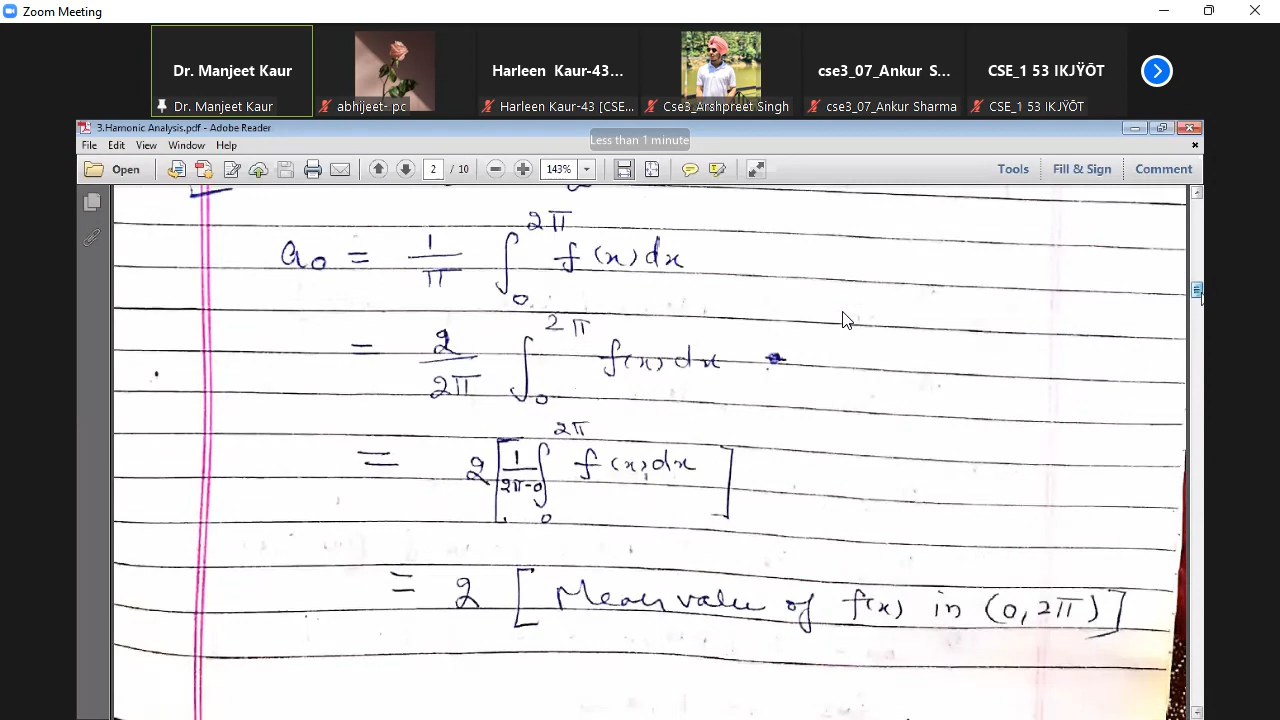 Zoom Meeting
Dr. Manjeet Kaur
Harleen Kaur-43...
cse3_07_Ankur S...
CSE_1 53 IKJŸÖT
Dr. Manjeet Kaur
abhijeet- pc
Harleen Kaur-43 [CSE...
Cse3_Arshpreet Singh
cse3_07_Ankur Sharma
CSE_1 53 IKJŸÖT
3.Harnonic Analysis.pdf - Adobe Reader
Less than 1 minute
File Edit View Window Help
Open 2 / 10 143% Tools Fill & Sign Comment
a₀ = 1/π ∫₀^2π f(x) dx
= 2/2π ∫₀^2π f(x) dx
= 2 [ 1/2π-0 ∫₀^2π f(x) dx ]
= 2 [ Mean value of f(x) in (0, 2π) ]